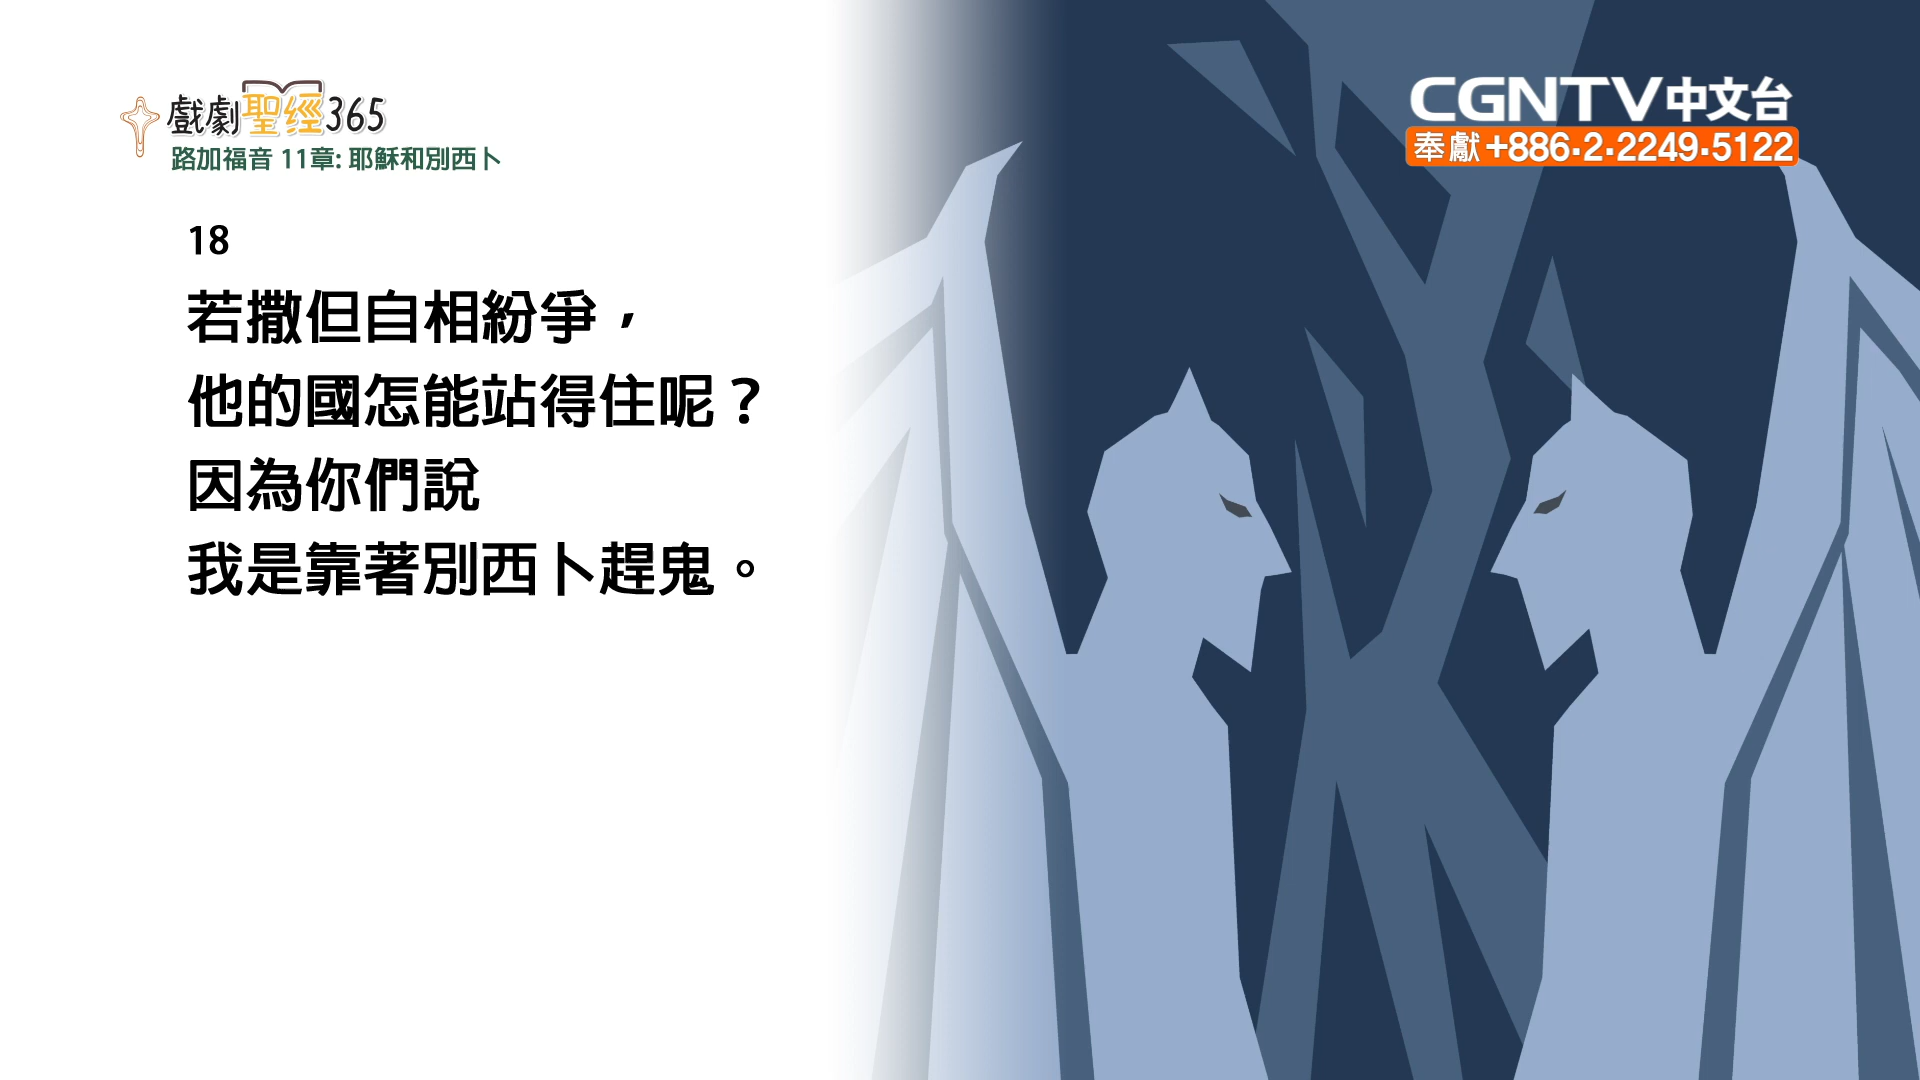 戲劇聖經365
路加福音 11章: 耶穌和別西卜
CGNTV中文台
奉獻 +886·2·2249·5122
18
若撒但自相紛爭，
他的國怎能站得住呢？
因為你們說
我是靠著別西卜趕鬼。